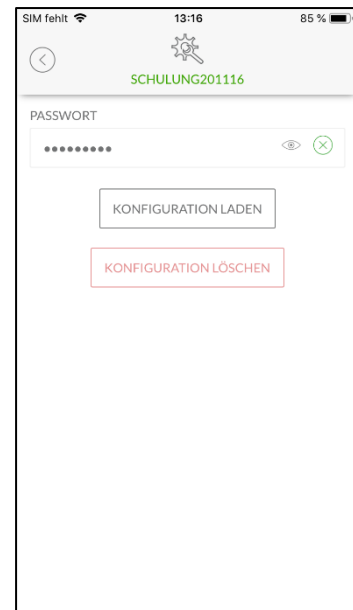 SIM fehlt 13:16 85 %
SCHULUNG201116
PASSWORT
•••••••••
KONFIGURATION LADEN
KONFIGURATION LÖSCHEN